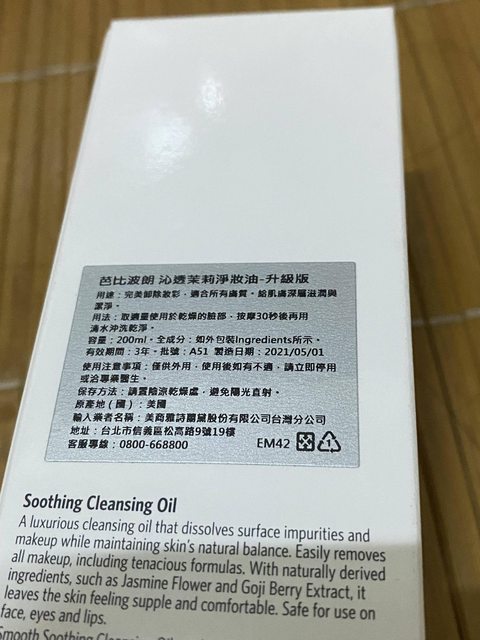 芭比波朗 沁透茉莉淨妝油-升級版
用途：完美卸除妝彩，適合所有膚質。給肌膚深層滋潤與
潔淨。
用法：取適量使用於乾燥的臉部，按摩30秒後再用
清水沖洗乾淨。
容量：200ml。全成分：如外包裝Ingredients所示。
有效期間：3年。批號：A51 製造日期：2021/05/01
使用注意事項：僅供外用，使用後如有不適，請立即停用
或洽專業醫生。
保存方法：請置陰涼乾燥處，避免陽光直射。
原產地（國）：美國
輸入業者名稱：美商雅詩蘭黛股份有限公司台灣分公司
地址：台北市信義區松高路9號19樓
客服專線：0800-668800 EM42
Soothing Cleansing Oil
A luxurious cleansing oil that dissolves surface impurities and
makeup while maintaining skin's natural balance. Easily removes
all makeup, including tenacious formulas. With naturally derived
ingredients, such as Jasmine Flower and Goji Berry Extract, it
leaves the skin feeling supple and comfortable. Safe for use on
face, eyes and lips.
Smooth Soothing Cleansing Oil